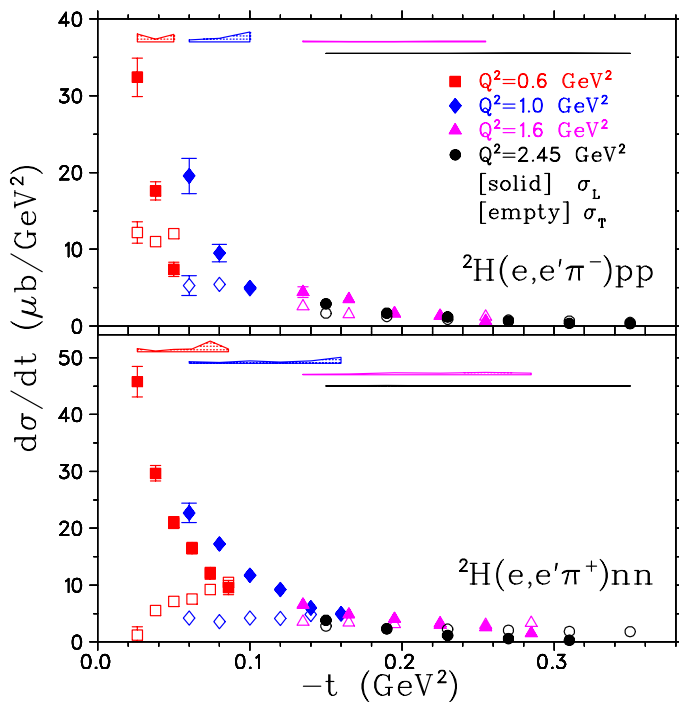 40
30
20
10
0
Q²=0.6 GeV²
Q²=1.0 GeV²
Q²=1.6 GeV²
Q²=2.45 GeV²
[solid] σ_L
[empty] σ_T
²H(e,e′π⁻)pp
dσ/dt (μb/GeV²)
50
40
30
20
10
0
²H(e,e′π⁺)nn
0.0 0.1 0.2 0.3
−t (GeV²)